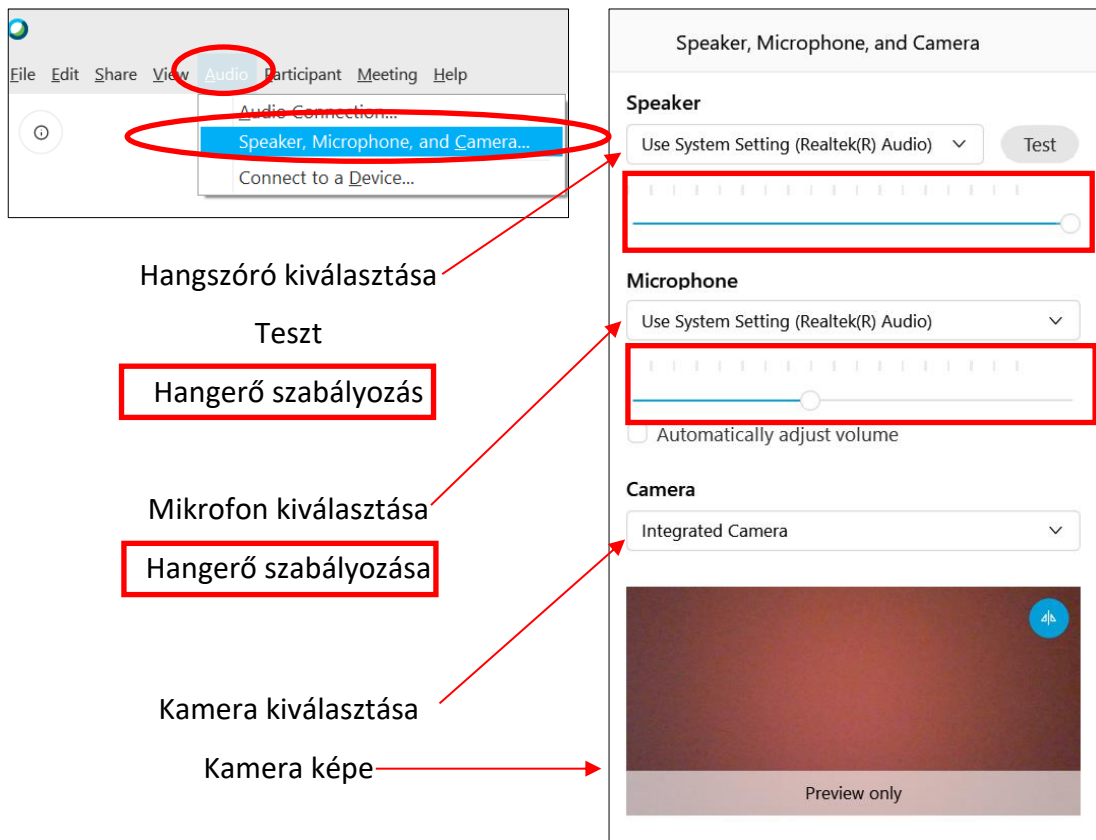 File Edit Share View Audio Participant Meeting Help
Audio Connection...
Speaker, Microphone, and Camera...
Connect to a Device...
Hangszóró kiválasztása
Teszt
Hangerő szabályozás
Mikrofon kiválasztása
Hangerő szabályozása
Kamera kiválasztása
Kamera képe
Speaker, Microphone, and Camera
Speaker
Use System Setting (Realtek(R) Audio)
Test
Microphone
Use System Setting (Realtek(R) Audio)
Automatically adjust volume
Camera
Integrated Camera
Preview only